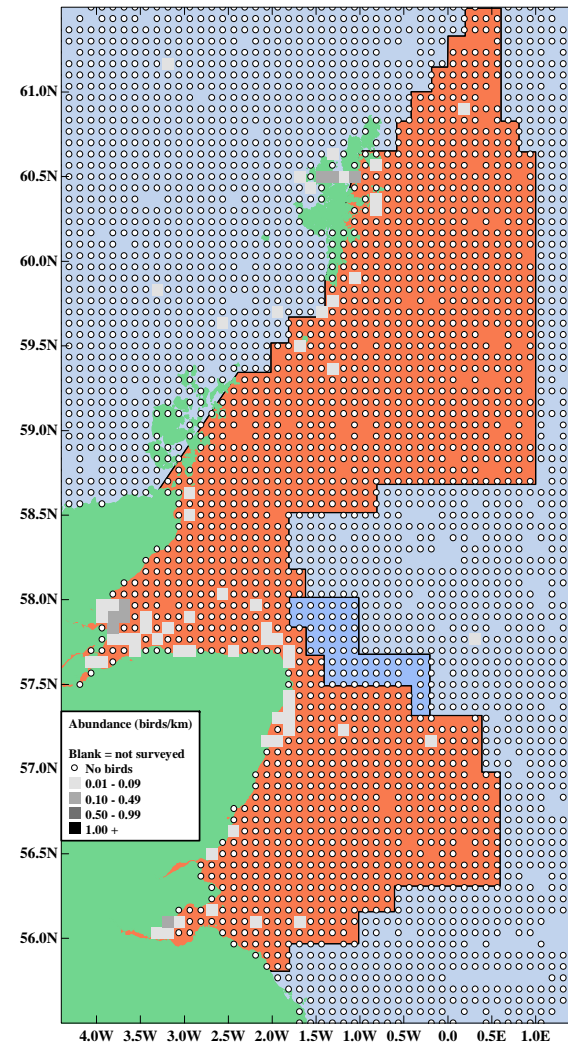 61.0N
60.5N
60.0N
59.5N
59.0N
58.5N
58.0N
57.5N
Abundance (birds/km)
Blank = not surveyed
No birds
0.01 - 0.09
0.10 - 0.49
0.50 - 0.99
1.00 +
57.0N
56.5N
56.0N
4.0W 3.5W 3.0W 2.5W 2.0W 1.5W 1.0W 0.5W 0.0 0.5E 1.0E